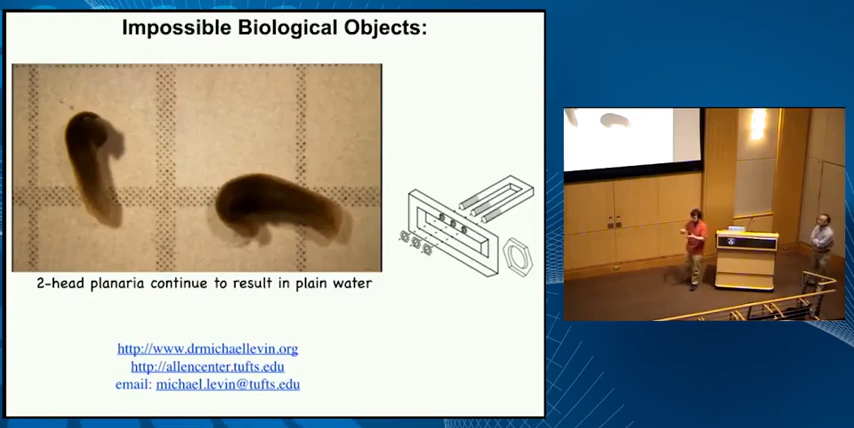 Impossible Biological Objects:
2-head planaria continue to result in plain water
http://www.drmichaellevin.org
http://allencenter.tufts.edu
email: michael.levin@tufts.edu